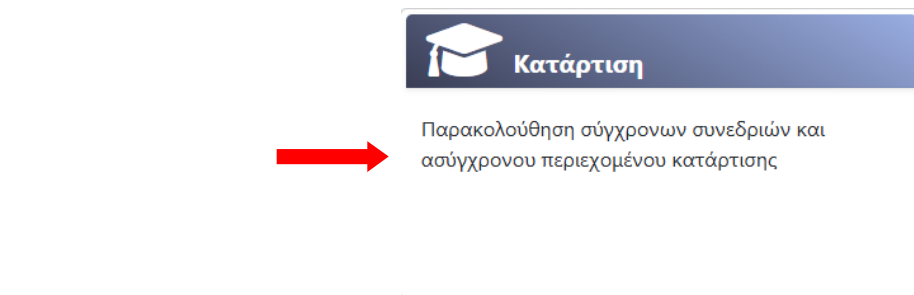 Κατάρτιση
Παρακολούθηση σύγχρονων συνεδριών και
ασύγχρονου περιεχομένου κατάρτισης